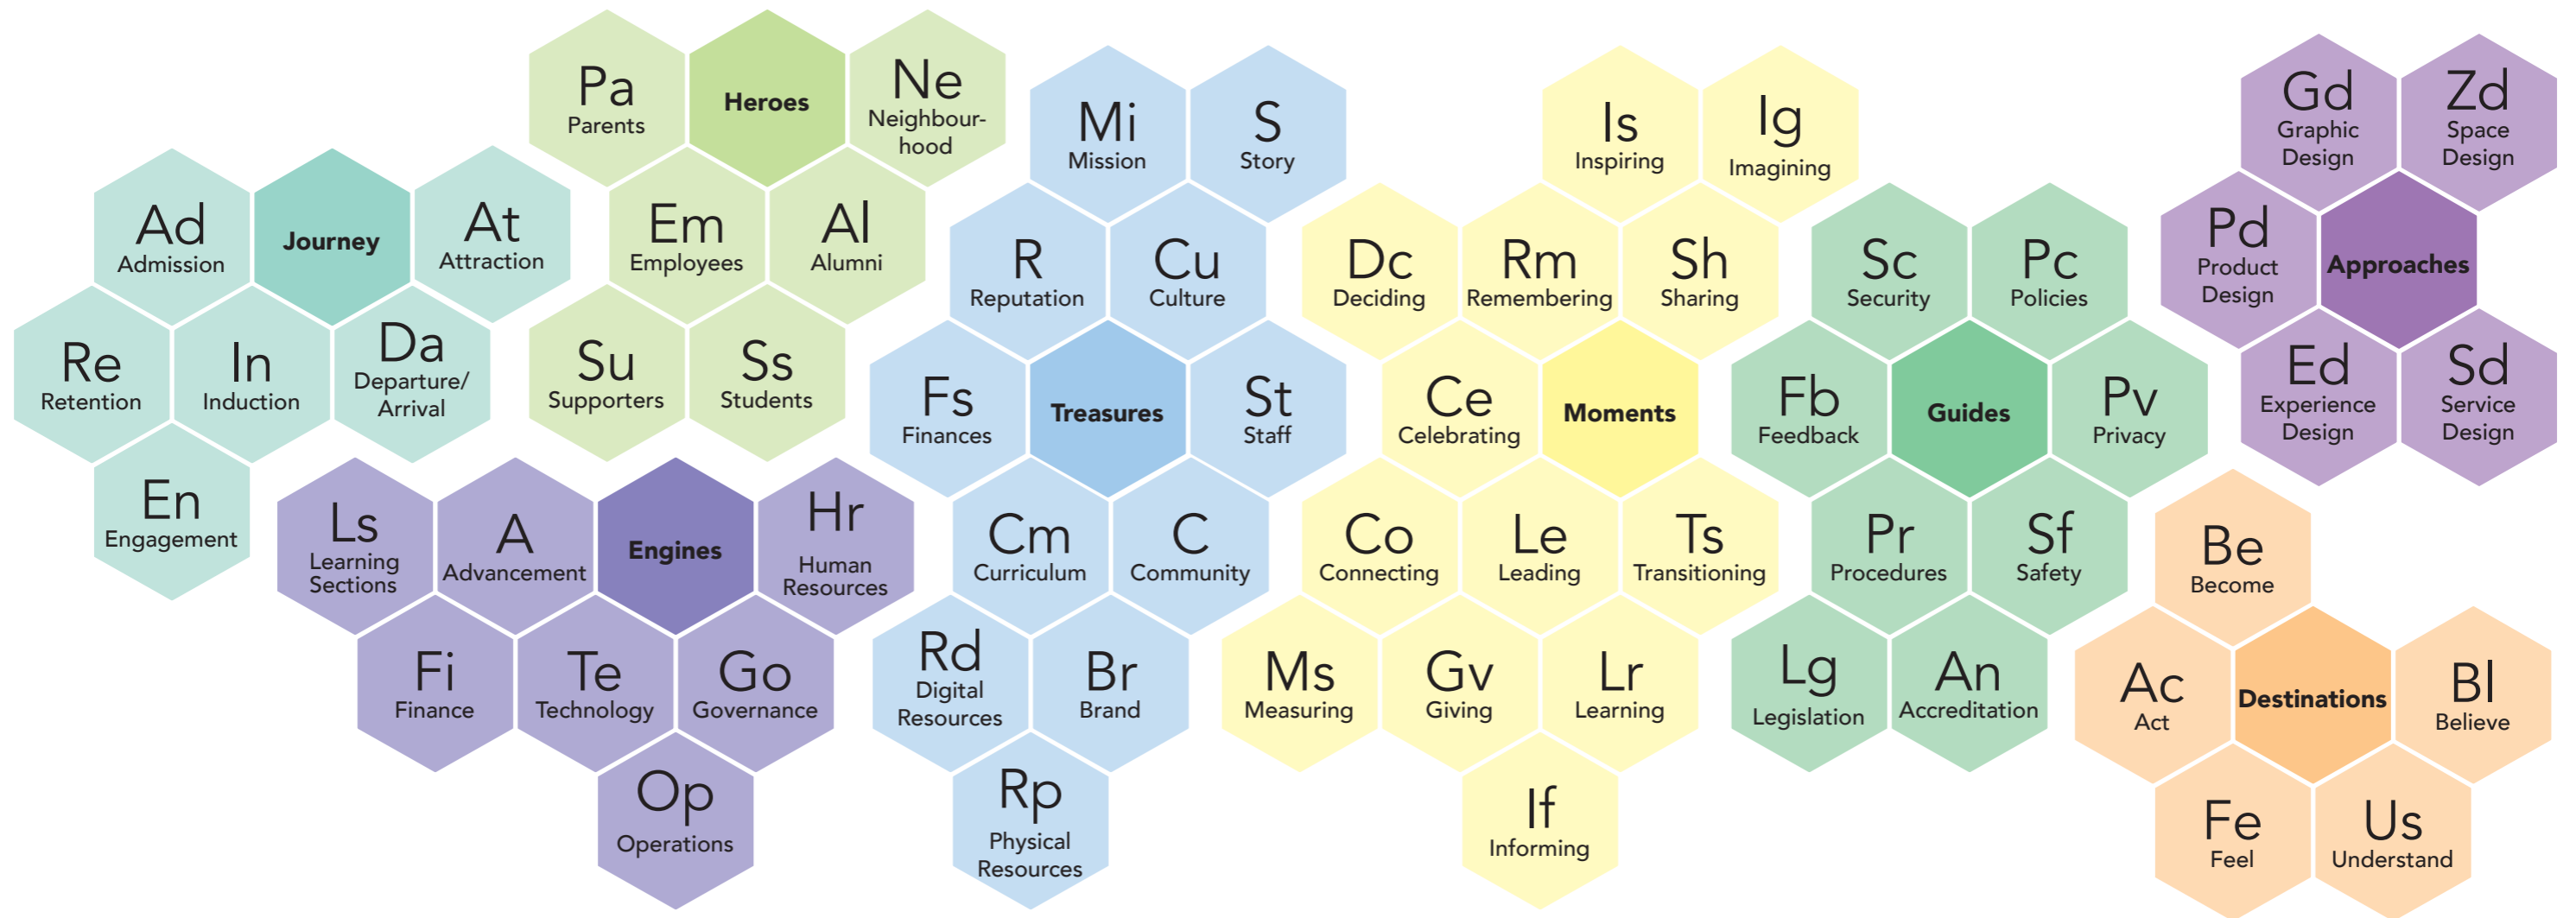 Ad
Admission
Journey
At
Attraction
Re
Retention
In
Induction
Da
Departure/
Arrival
En
Engagement
Pa
Parents
Heroes
Ne
Neighbour-
hood
Em
Employees
Al
Alumni
Su
Supporters
Ss
Students
Ls
Learning
Sections
A
Advancement
Engines
Hr
Human
Resources
Fi
Finance
Te
Technology
Go
Governance
Op
Operations
Mi
Mission
S
Story
R
Reputation
Cu
Culture
Fs
Finances
Treasures
St
Staff
Cm
Curriculum
C
Community
Rd
Digital
Resources
Br
Brand
Rp
Physical
Resources
Is
Inspiring
Ig
Imagining
Dc
Deciding
Rm
Remembering
Sh
Sharing
Ce
Celebrating
Moments
Co
Connecting
Le
Leading
Ts
Transitioning
Ms
Measuring
Gv
Giving
Lr
Learning
If
Informing
Sc
Security
Pc
Policies
Fb
Feedback
Guides
Pv
Privacy
Pr
Procedures
Sf
Safety
Lg
Legislation
An
Accreditation
Gd
Graphic
Design
Zd
Space
Design
Pd
Product
Design
Approaches
Ed
Experience
Design
Sd
Service
Design
Be
Become
Ac
Act
Destinations
Bl
Believe
Fe
Feel
Us
Understand